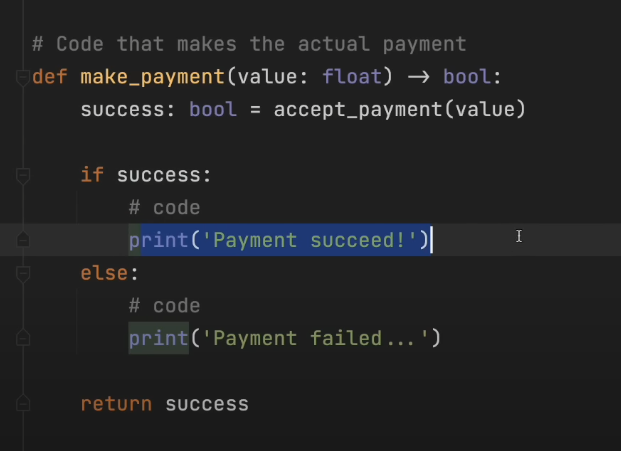 # Code that makes the actual payment
def make_payment(value: float) -> bool:
    success: bool = accept_payment(value)
    if success:
        # code
        print('Payment succeed!')
    else:
        # code
        print('Payment failed...')
    return success